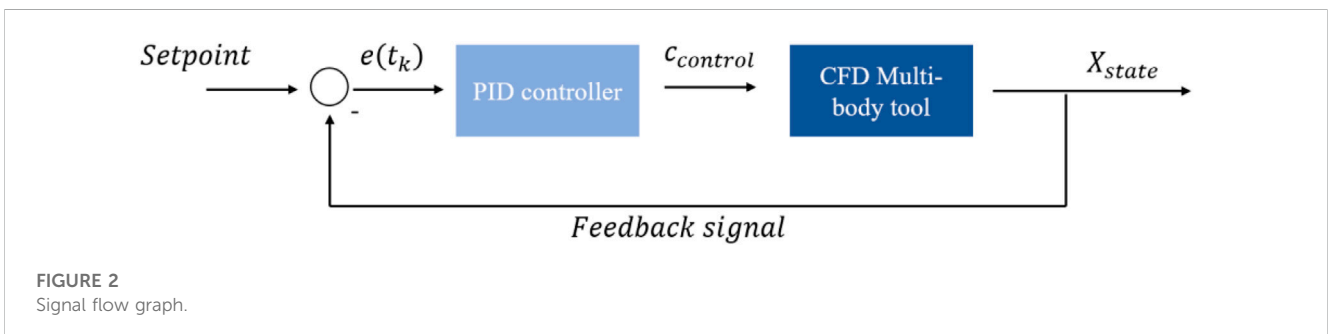 Setpoint
e(t_k)
PID controller
c_control
CFD Multi-
body tool
X_state
-
Feedback signal
FIGURE 2
Signal flow graph.